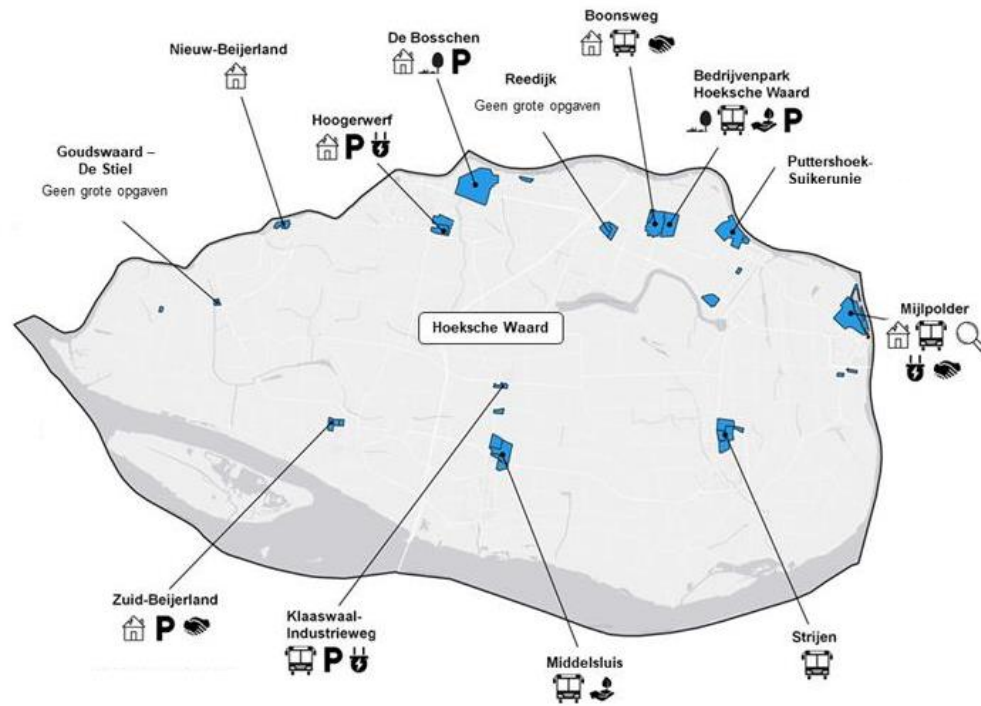 Boonsweg
De Bosschen
Nieuw-Beijerland
P
Reedijk
Geen grote opgaven
Bedrijvenpark
Hoeksche Waard
P
Hoogerwerf
P
Goudswaard –
De Stiel
Geen grote opgaven
Puttershoek-
Suikerunie
Hoeksche Waard
Mijlpolder
Zuid-Beijerland
P
Klaaswaal-
Industrieweg
P
Middelsluis
Strijen